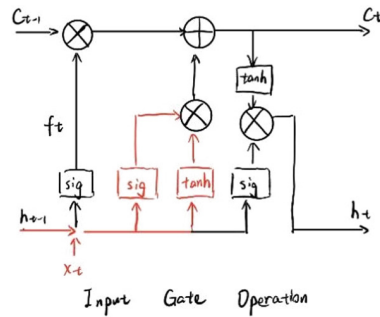 Ct-1 Ct
tanh
ft
sig sig tanh sig
ht-1 ht
xt
Input Gate Operation